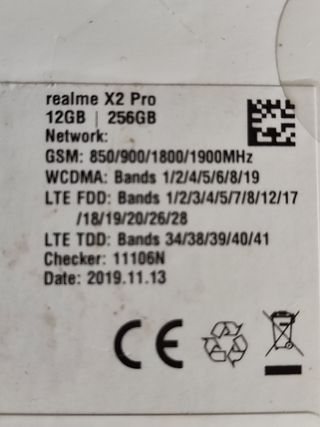 realme X2 Pro
12GB | 256GB
Network:
GSM: 850/900/1800/1900MHz
WCDMA: Bands 1/2/4/5/6/8/19
LTE FDD: Bands 1/2/3/4/5/7/8/12/17
/18/19/20/26/28
LTE TDD: Bands 34/38/39/40/41
Checker: 11106N
Date: 2019.11.13
CE